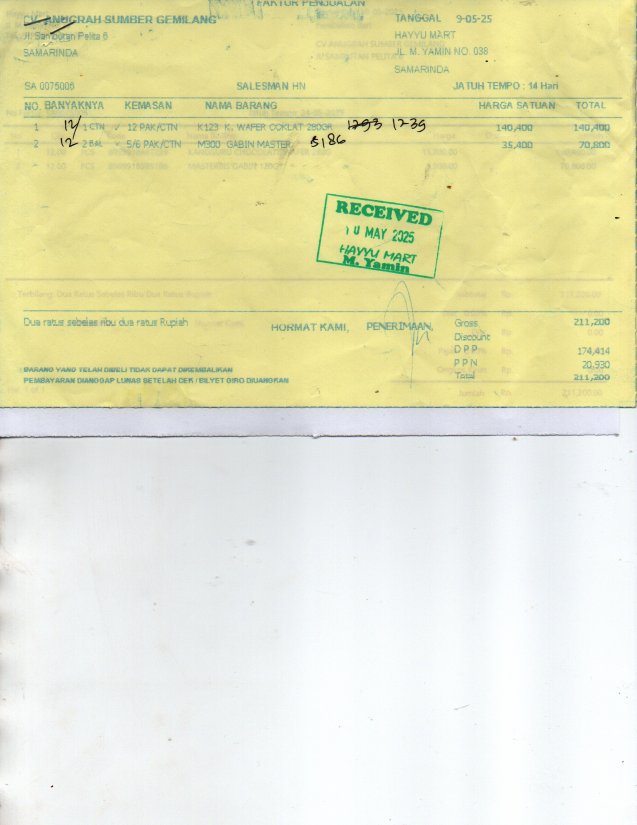 FAKTUR PENJUALAN
CV ANUGRAH SUMBER GEMILANG
TANGGAL 9-05-25
Jl. Sambutan Pelita 6
HAYYU MART
SAMARINDA
JL. M. YAMIN NO. 038
SAMARINDA
SA 0075006 SALESMAN HN JATUH TEMPO : 14 Hari
NO. BANYAKNYA KEMASAN NAMA BARANG HARGA SATUAN TOTAL
1 12/ 1 CTN 12 PAK/CTN K123 K. WAFER COKLAT 280GR 1293 1239 140,400 140,400
2 12 2 BAL 5/6 PAK/CTN M300 GABIN MASTER 5186 35,400 70,800
RECEIVED
10 MAY 2025
HAYYU MART
M. Yamin
Dua ratus sebelas ribu dua ratus Rupiah
HORMAT KAMI, PENERIMAAN,
Gross 211,200
Discount
DPP 174,414
PPN 20,930
Total 211,200
BARANG YANG TELAH DIBELI TIDAK DAPAT DIKEMBALIKAN
PEMBAYARAN DIANGGAP LUNAS SETELAH CEK / BILYET GIRO DIUANGKAN